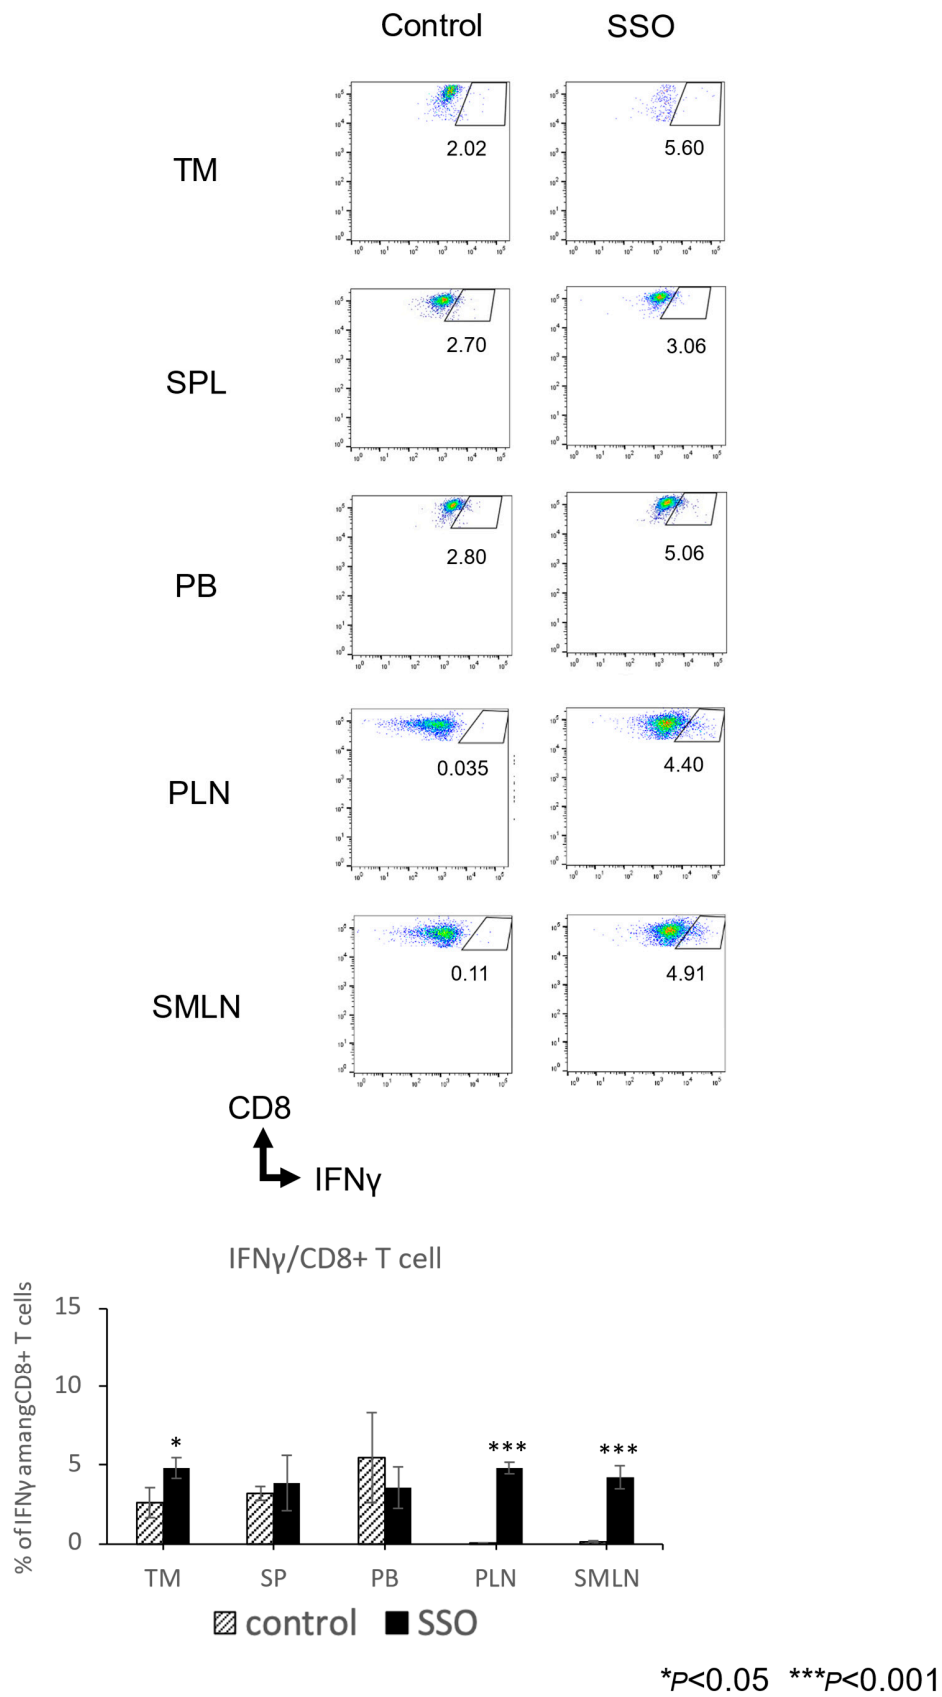 Control SSO
TM
2.02 5.60
SPL
2.70 3.06
PB
2.80 5.06
PLN
0.035 4.40
SMLN
0.11 4.91
CD8
IFNγ
IFNγ/CD8+ T cell
% of IFNγ amangCD8+ T cells
15
10
5
0
* *** ***
TM SP PB PLN SMLN
control SSO
*P<0.05 ***P<0.001